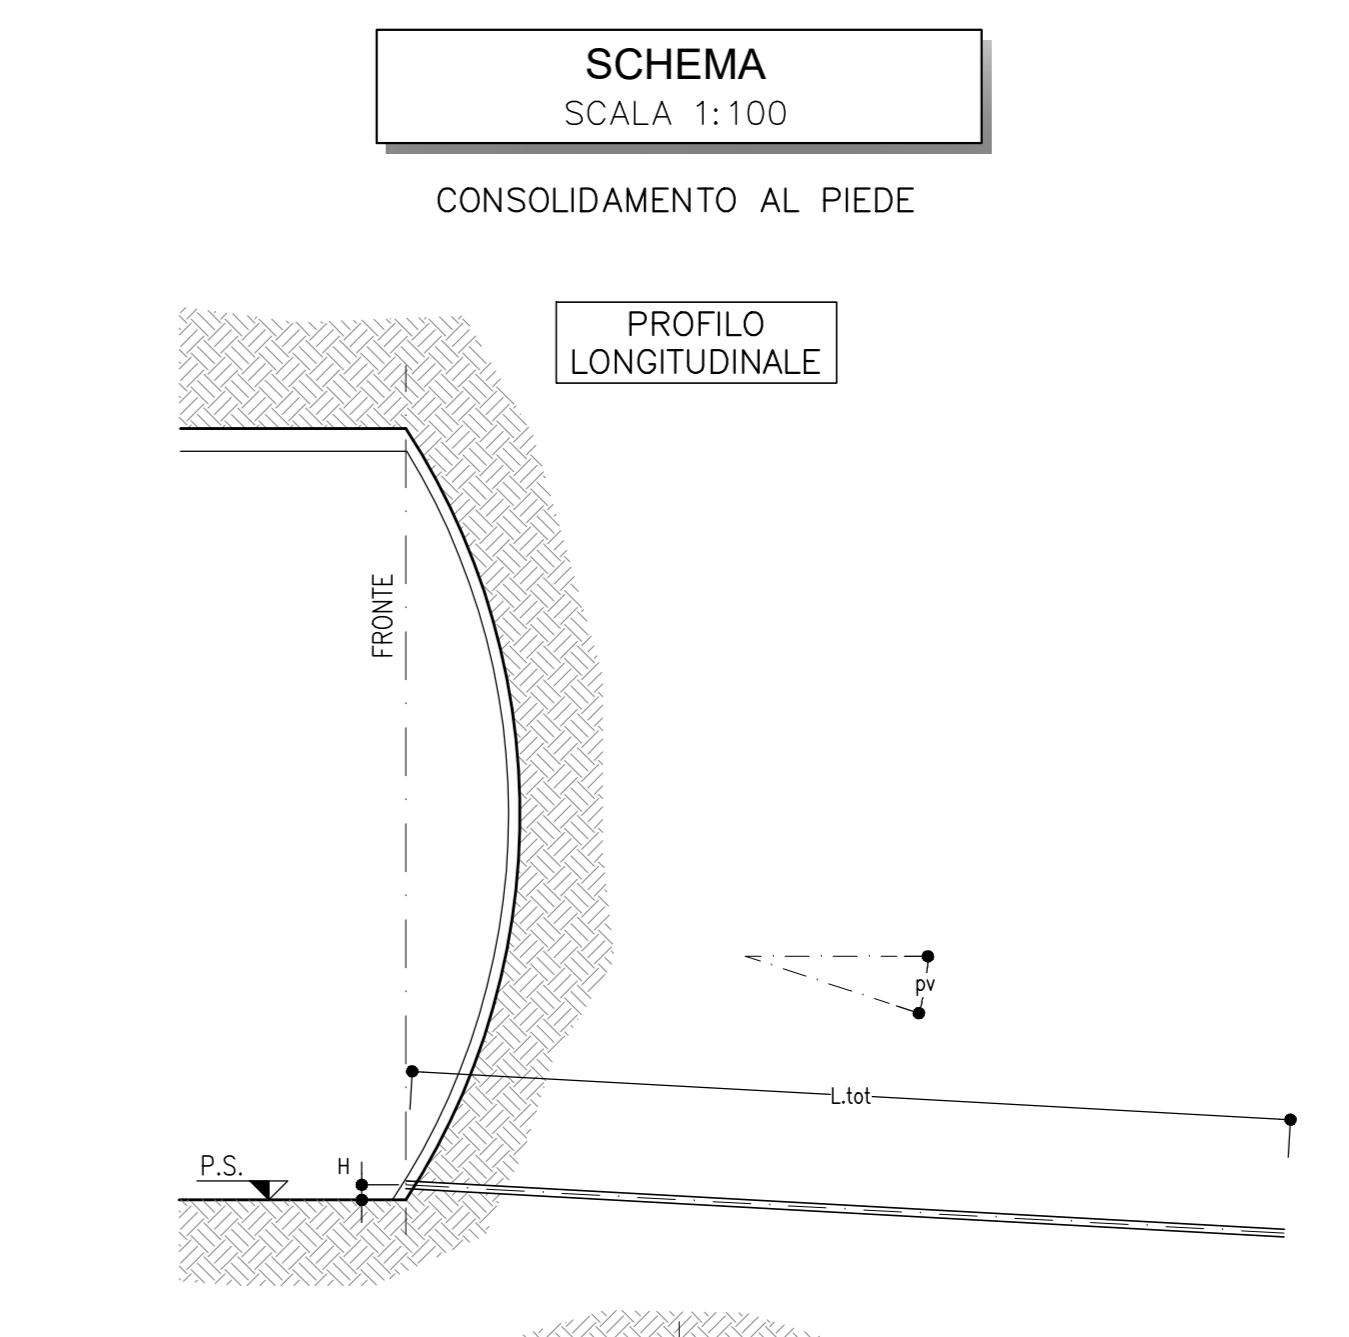 SCHEMA
SCALA 1:100
CONSOLIDAMENTO AL PIEDE
PROFILO
LONGITUDINALE
FRONTE
pv
L.tot
P.S.
H